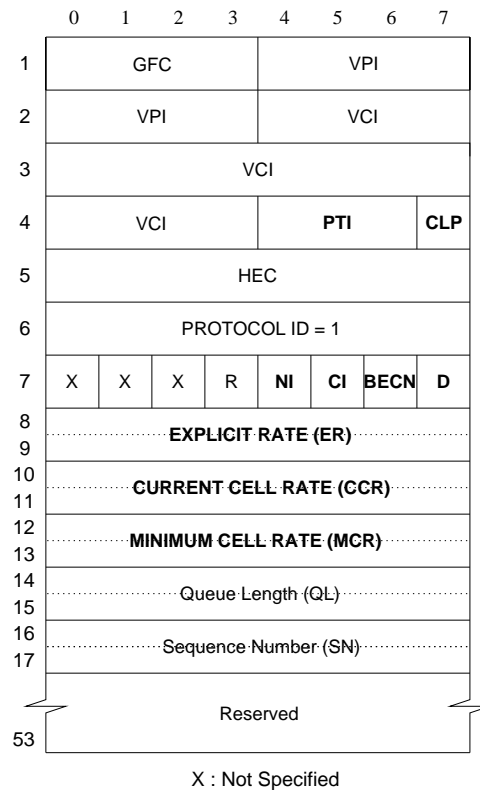 0 1 2 3 4 5 6 7
1 GFC VPI
2 VPI VCI
3 VCI
4 VCI PTI CLP
5 HEC
6 PROTOCOL ID = 1
7 X X X R NI CI BECN D
8
9 EXPLICIT RATE (ER)
10
11 CURRENT CELL RATE (CCR)
12
13 MINIMUM CELL RATE (MCR)
14
15 Queue Length (QL)
16
17 Sequence Number (SN)
Reserved
53
X : Not Specified